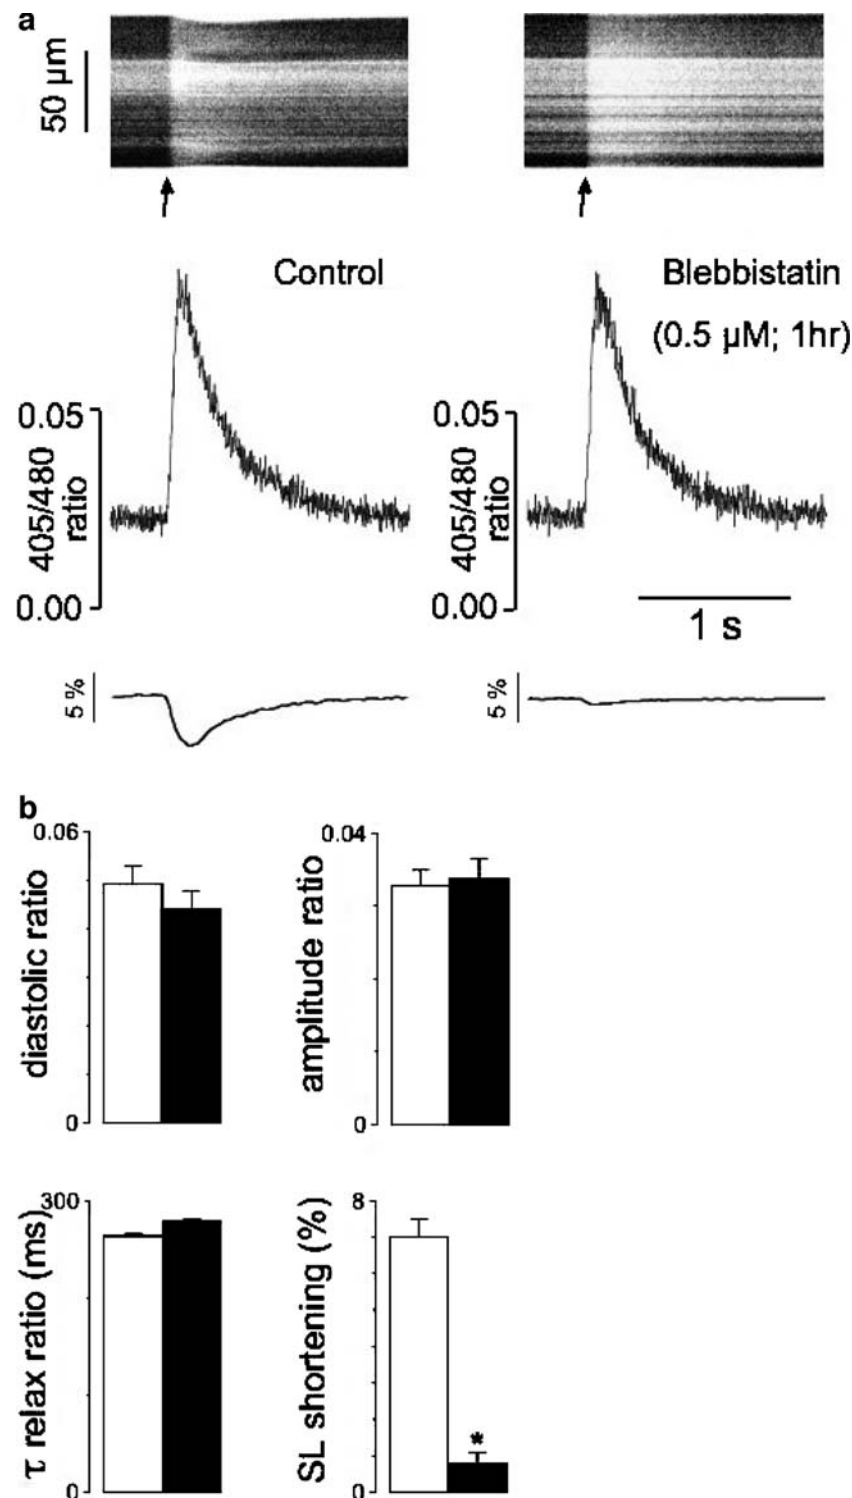 a
50 µm
Control
Blebbistatin
(0.5 µM; 1hr)
0.05
405/480
ratio
0.00
0.05
405/480
ratio
0.00
1 s
5 %
5 %
b
0.06
diastolic ratio
0
0.04
amplitude ratio
0
300
τ relax ratio (ms)
0
8
SL shortening (%)
*
0